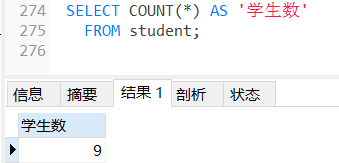 274 SELECT COUNT(*) AS '学生数'
275 FROM student;
276
信息 摘要 结果 1 剖析 状态
学生数
9